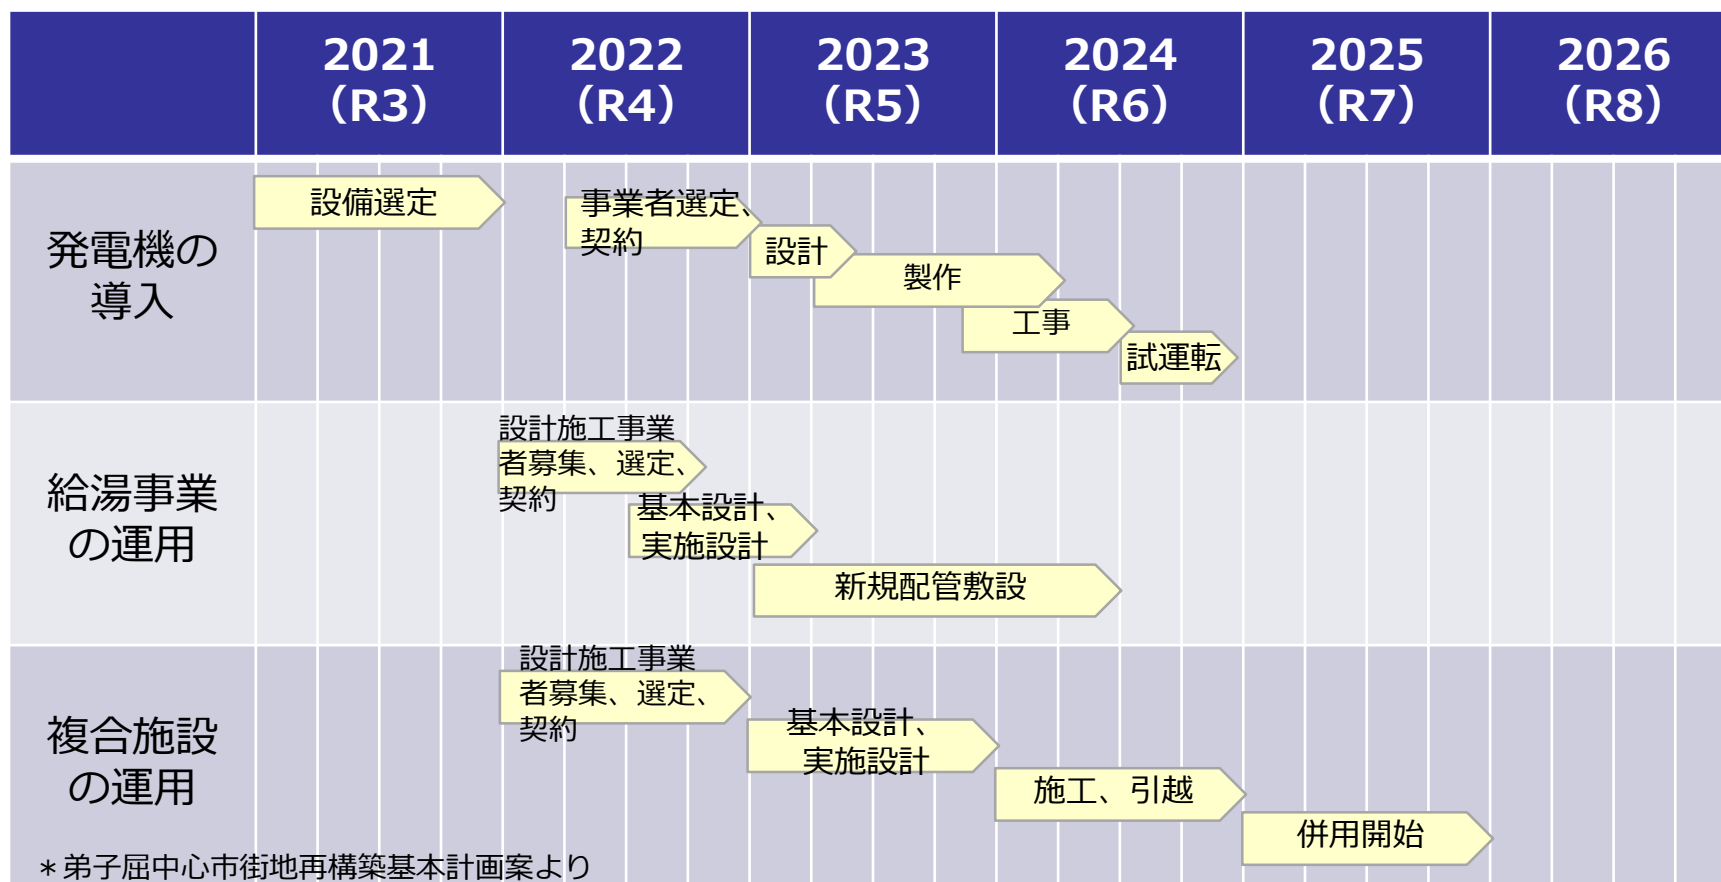 2021
（R3）
2022
（R4）
2023
（R5）
2024
（R6）
2025
（R7）
2026
（R8）
発電機の
導入
設備選定
事業者選定、
契約
設計
製作
工事
試運転
給湯事業
の運用
設計施工事業
者募集、選定、
契約
基本設計、
実施設計
新規配管敷設
複合施設
の運用
設計施工事業
者募集、選定、
契約
基本設計、
実施設計
施工、引越
併用開始
＊弟子屈中心市街地再構築基本計画案より